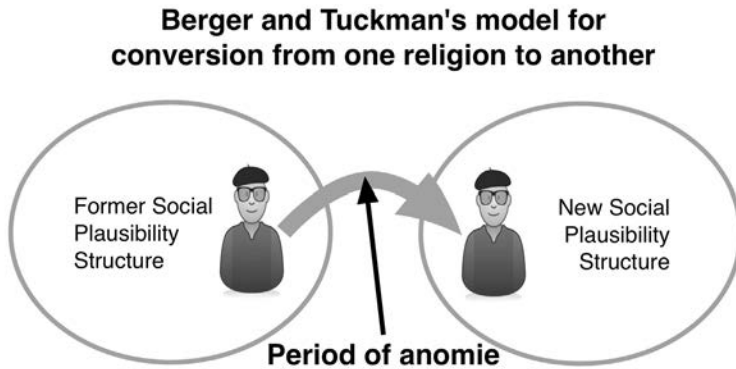 Berger and Tuckman's model for
conversion from one religion to another
Former Social
Plausibility
Structure
New Social
Plausibility
Structure
Period of anomie